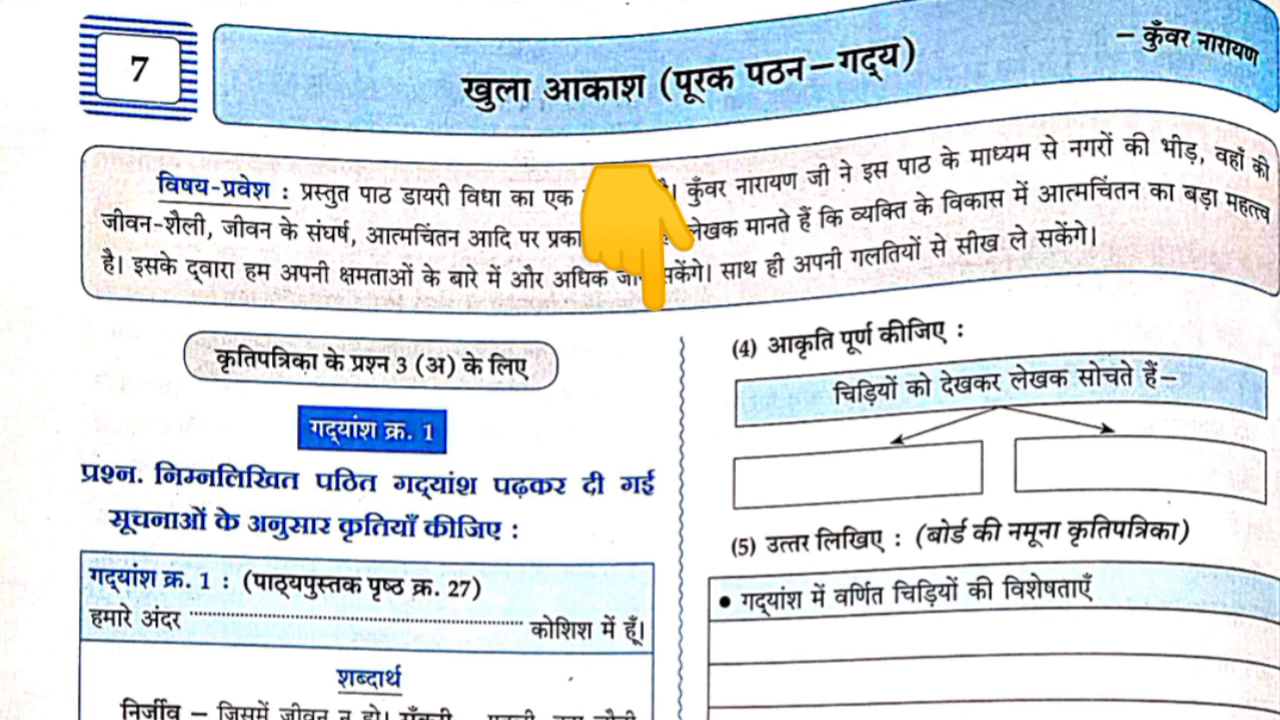 7
खुला आकाश (पूरक पठन–गद्‌य)
– कुँवर नारायण
विषय-प्रवेश : प्रस्तुत पाठ डायरी विधा का एक कुँवर नारायण जी ने इस पाठ के माध्यम से नगरों की भीड़, वहाँ की
जीवन-शैली, जीवन के संघर्ष, आत्मचिंतन आदि पर लेखक मानते हैं कि व्यक्ति के विकास में आत्मचिंतन का बड़ा महत्त्व
है। इसके द्‌वारा हम अपनी क्षमताओं के बारे में और अधिक सकेंगे। साथ ही अपनी गलतियों से सीख ले सकेंगे।
कृतिपत्रिका के प्रश्न 3 (अ) के लिए
गद्‌यांश क्र. 1
प्रश्न. निम्नलिखित पठित गद्‌यांश पढ़कर दी गई
सूचनाओं के अनुसार कृतियाँ कीजिए :
गद्‌यांश क्र. 1 : (पाठ्‌यपुस्तक पृष्ठ क्र. 27)
हमारे अंदर ........................ कोशिश में हूँ।
शब्दार्थ
निर्जीव – जिसमें जीवन न हो।
(4) आकृति पूर्ण कीजिए :
चिड़ियों को देखकर लेखक सोचते हैं–
(5) उत्तर लिखिए : (बोर्ड की नमूना कृतिपत्रिका)
• गद्‌यांश में वर्णित चिड़ियों की विशेषताएँ